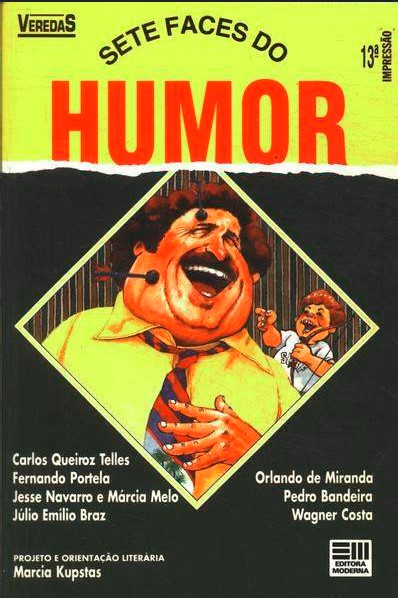 VEREDAS
SETE FACES DO
13ª IMPRESSÃO
HUMOR
Carlos Queiroz Telles
Fernando Portela
Jesse Navarro e Márcia Melo
Júlio Emílio Braz
Orlando de Miranda
Pedro Bandeira
Wagner Costa
PROJETO E ORIENTAÇÃO LITERÁRIA
Marcia Kupstas
EDITORA
MODERNA